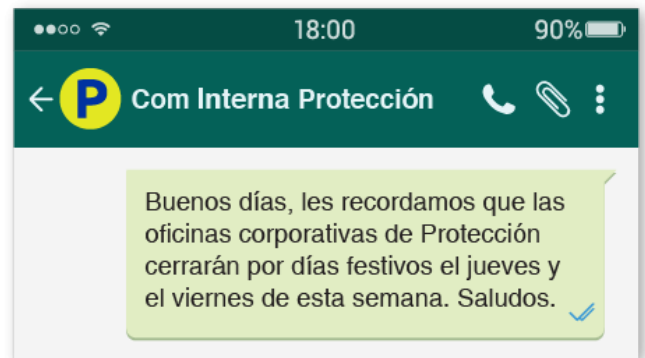 18:00
90%
P Com Interna Protección
Buenos días, les recordamos que las
oficinas corporativas de Protección
cerrarán por días festivos el jueves y
el viernes de esta semana. Saludos.